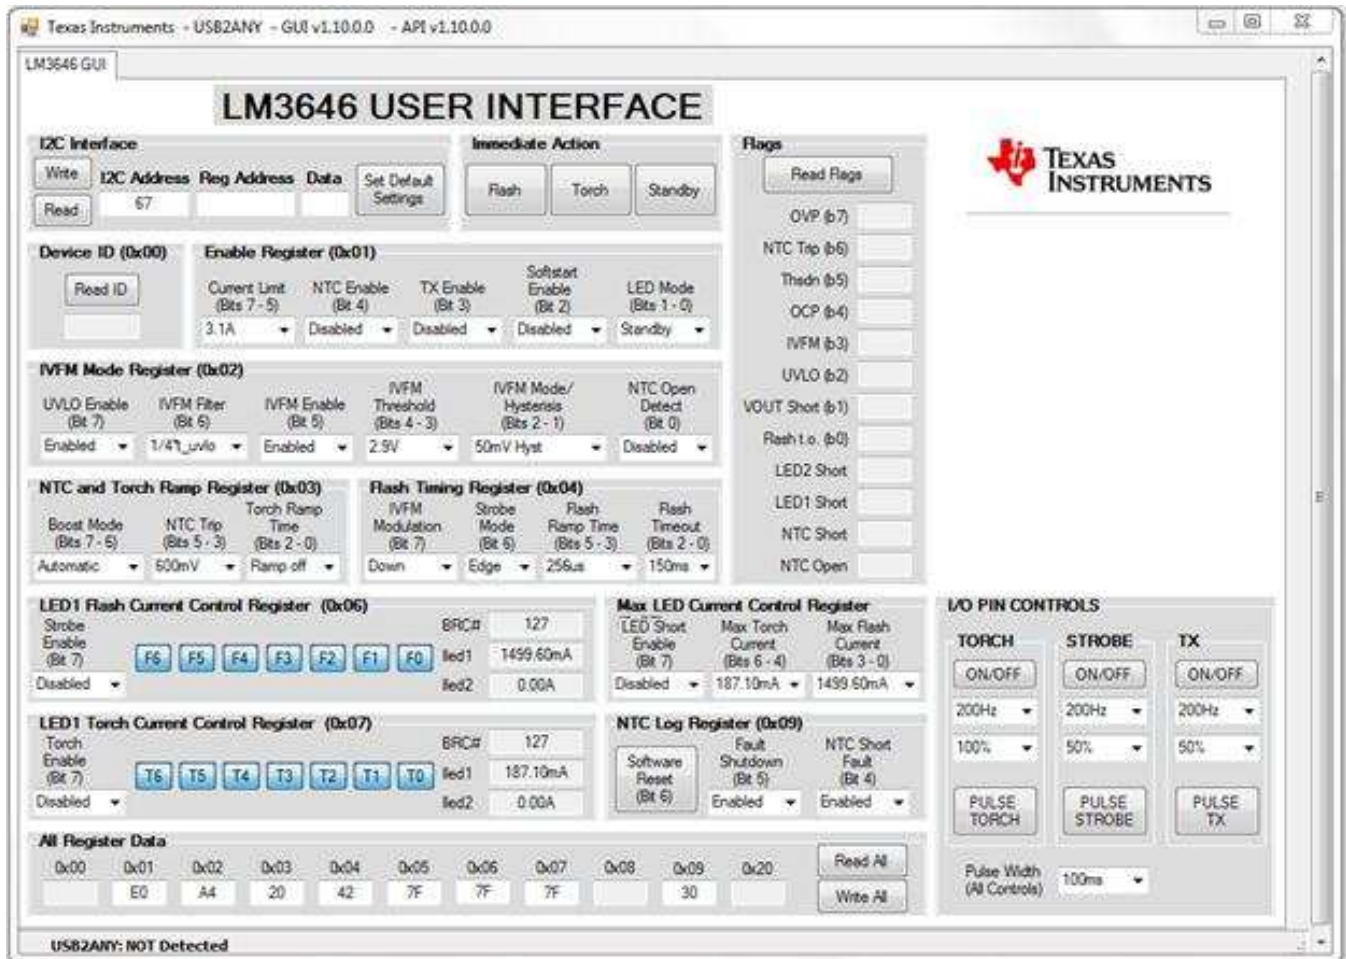 Texas Instruments - USB2ANY - GUI v1.10.0.0 - API v1.10.0.0
LM3646 GUI
LM3646 USER INTERFACE
I2C Interface
Write
Read
I2C Address Reg Address Data
67
Set Default
Settings
Immediate Action
Flash Torch Standby
Flags
Read Flags
OVP (b7)
NTC Trip (b6)
Thsdn (b5)
OCP (b4)
IVFM (b3)
UVLO (b2)
VOUT Short (b1)
Flash t.o. (b0)
LED2 Short
LED1 Short
NTC Short
NTC Open
TEXAS
INSTRUMENTS
Device ID (0x00)
Read ID
Enable Register (0x01)
Current Limit
(Bits 7 - 5)
3.1A
NTC Enable
(Bit 4)
Disabled
TX Enable
(Bit 3)
Disabled
Softstart
Enable
(Bit 2)
Disabled
LED Mode
(Bits 1 - 0)
Standby
IVFM Mode Register (0x02)
UVLO Enable
(Bit 7)
Enabled
IVFM Filter
(Bit 6)
1/4*l_uvlo
IVFM Enable
(Bit 5)
Enabled
IVFM
Threshold
(Bits 4 - 3)
2.9V
IVFM Mode/
Hysterisis
(Bits 2 - 1)
50mV Hyst
NTC Open
Detect
(Bit 0)
Disabled
NTC and Torch Ramp Register (0x03)
Boost Mode
(Bits 7 - 6)
Automatic
NTC Trip
(Bits 5 - 3)
600mV
Torch Ramp
Time
(Bits 2 - 0)
Ramp off
Flash Timing Register (0x04)
IVFM
Modulation
(Bit 7)
Down
Strobe
Mode
(Bit 6)
Edge
Flash
Ramp Time
(Bits 5 - 3)
256us
Flash
Timeout
(Bits 2 - 0)
150ms
LED1 Flash Current Control Register (0x06)
Strobe
Enable
(Bit 7)
Disabled
F6 F5 F4 F3 F2 F1 F0
BRC# 127
Iled1 1499.60mA
Iled2 0.00A
Max LED Current Control Register
LED Short
Enable
(Bit 7)
Disabled
Max Torch
Current
(Bits 6 - 4)
187.10mA
Max Flash
Current
(Bits 3 - 0)
1499.60mA
LED1 Torch Current Control Register (0x07)
Torch
Enable
(Bit 7)
Disabled
T6 T5 T4 T3 T2 T1 T0
BRC# 127
Iled1 187.10mA
Iled2 0.00A
NTC Log Register (0x09)
Software
Reset
(Bit 6)
Fault
Shutdown
(Bit 5)
Enabled
NTC Short
Fault
(Bit 4)
Enabled
I/O PIN CONTROLS
TORCH
ON/OFF
200Hz
100%
PULSE
TORCH
STROBE
ON/OFF
200Hz
50%
PULSE
STROBE
TX
ON/OFF
200Hz
50%
PULSE
TX
Pulse Width
(All Controls)
100ms
All Register Data
0x00 0x01 0x02 0x03 0x04 0x05 0x06 0x07 0x08 0x09 0x20
E0 A4 20 42 7F 7F 7F 30
Read All
Write All
USB2ANY: NOT Detected